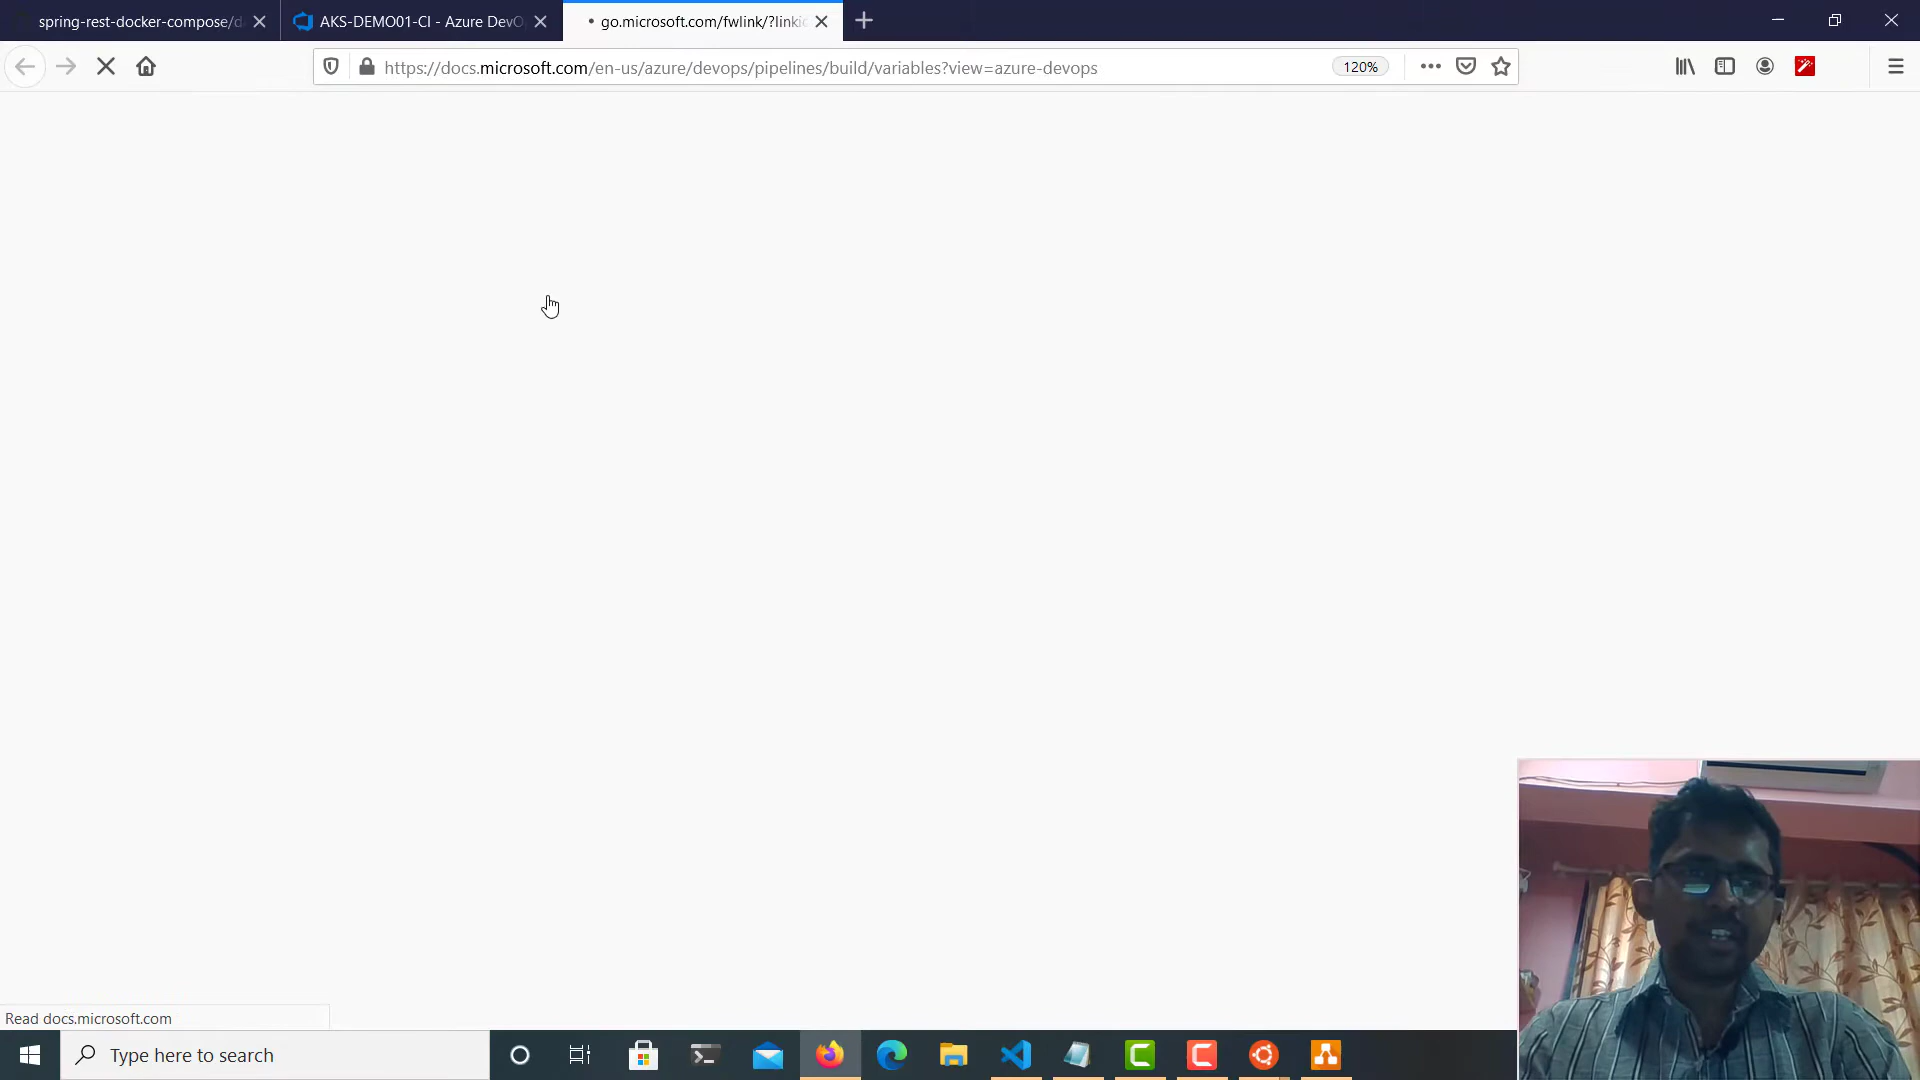 spring-rest-docker-compose/d
AKS-DEMO01-CI - Azure DevO
go.microsoft.com/fwlink/?linki
https://docs.microsoft.com/en-us/azure/devops/pipelines/build/variables?view=azure-devops
120%
Read docs.microsoft.com
Type here to search